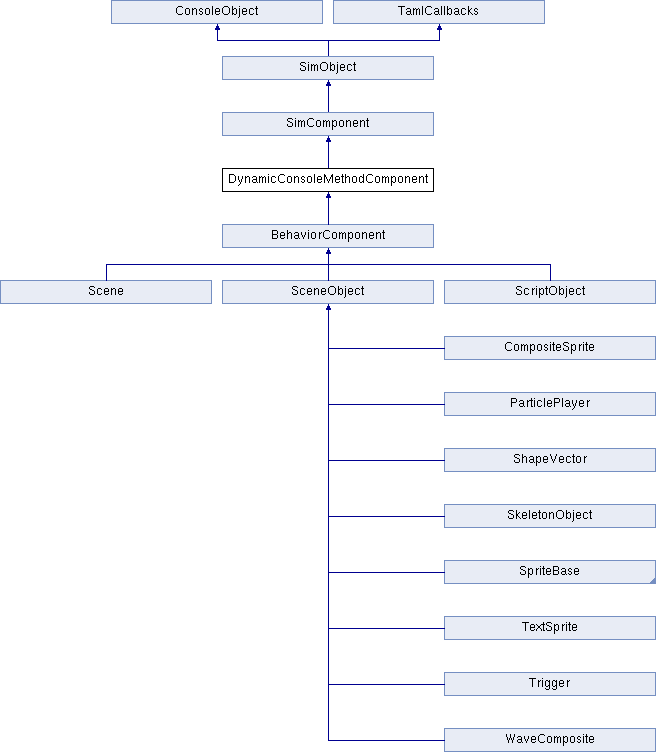 ConsoleObject
TamlCallbacks
SimObject
SimComponent
DynamicConsoleMethodComponent
BehaviorComponent
Scene
SceneObject
ScriptObject
CompositeSprite
ParticlePlayer
ShapeVector
SkeletonObject
SpriteBase
TextSprite
Trigger
WaveComposite